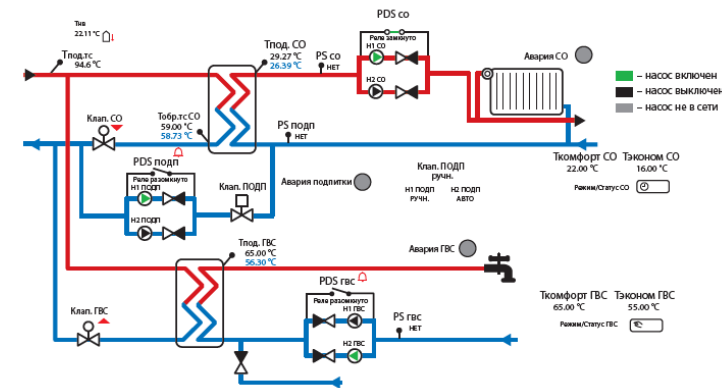 Тнв
22.11 °C
Тпод.тс
94.6 °C
Тпод. СО
29.27 °C
26.39 °C
PS со
НЕТ
PDS со
Реле замкнуто
Н1 СО
Н2 СО
Авария СО
– насос включен
– насос выключен
– насос не в сети
Клап. СО
Тобр.тс СО
59.00 °C
58.73 °C
PS подп
НЕТ
PDS подп
Реле разомкнуто
Н1 ПОДП
Н2 ПОДП
Клап. ПОДП
Авария подпитки
Клап. ПОДП
ручн.
Н1 ПОДП Н2 ПОДП
РУЧН. АВТО
Ткомфорт СО Тэконом СО
22.00 °C 16.00 °C
Режим/Статус СО
Тпод. ГВС
65.00 °C
56.30 °C
Авария ГВС
PDS гвс
Реле разомкнуто
Н1 ГВС
Н2 ГВС
PS гвс
НЕТ
Клап. ГВС
Ткомфорт ГВС Тэконом ГВС
65.00 °C 55.00 °C
Режим/Статус ГВС